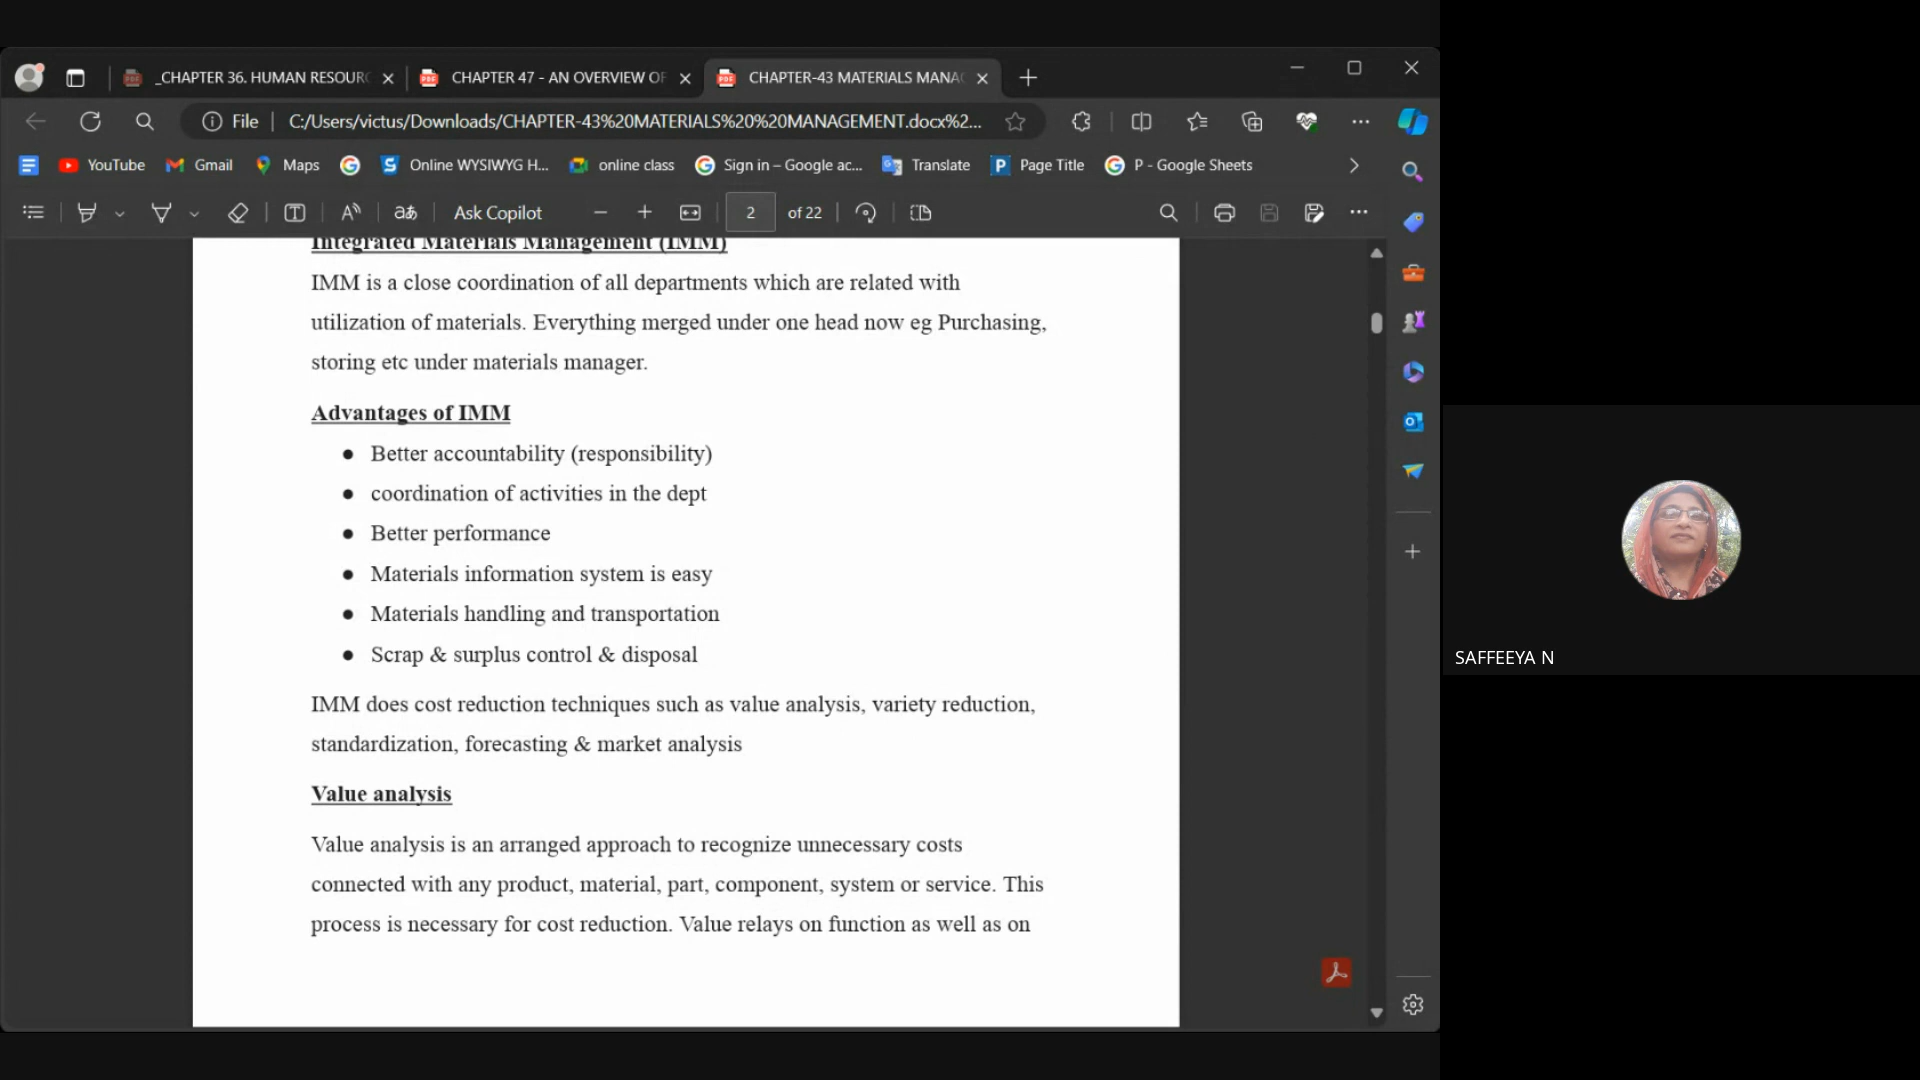 _CHAPTER 36. HUMAN RESOUR
CHAPTER 47 - AN OVERVIEW OF
CHAPTER-43 MATERIALS MANA
File
C:/Users/victus/Downloads/CHAPTER-43%20MATERIALS%20%20MANAGEMENT.docx%2...
YouTube
Gmail
Maps
Online WYSIWYG H...
online class
Sign in – Google ac...
Translate
Page Title
P - Google Sheets
Ask Copilot
2
of 22
Integrated Materials Management (IMM)
IMM is a close coordination of all departments which are related with
utilization of materials. Everything merged under one head now eg Purchasing,
storing etc under materials manager.
Advantages of IMM
● Better accountability (responsibility)
● coordination of activities in the dept
● Better performance
● Materials information system is easy
● Materials handling and transportation
● Scrap & surplus control & disposal
IMM does cost reduction techniques such as value analysis, variety reduction,
standardization, forecasting & market analysis
Value analysis
Value analysis is an arranged approach to recognize unnecessary costs
connected with any product, material, part, component, system or service. This
process is necessary for cost reduction. Value relays on function as well as on
SAFFEEYA N